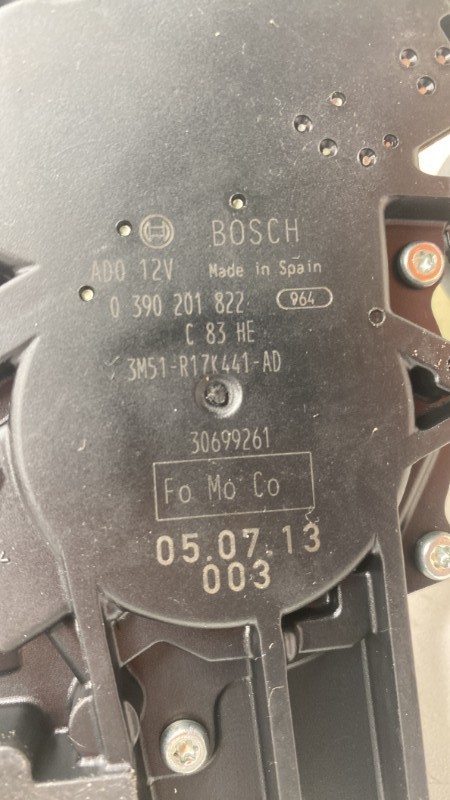 BOSCH
ADO 12V Made in Spain
0 390 201 822 964
C 83 HE
3M51-R17K441-AD
30699261
Fo Mo Co
05.07.13
003